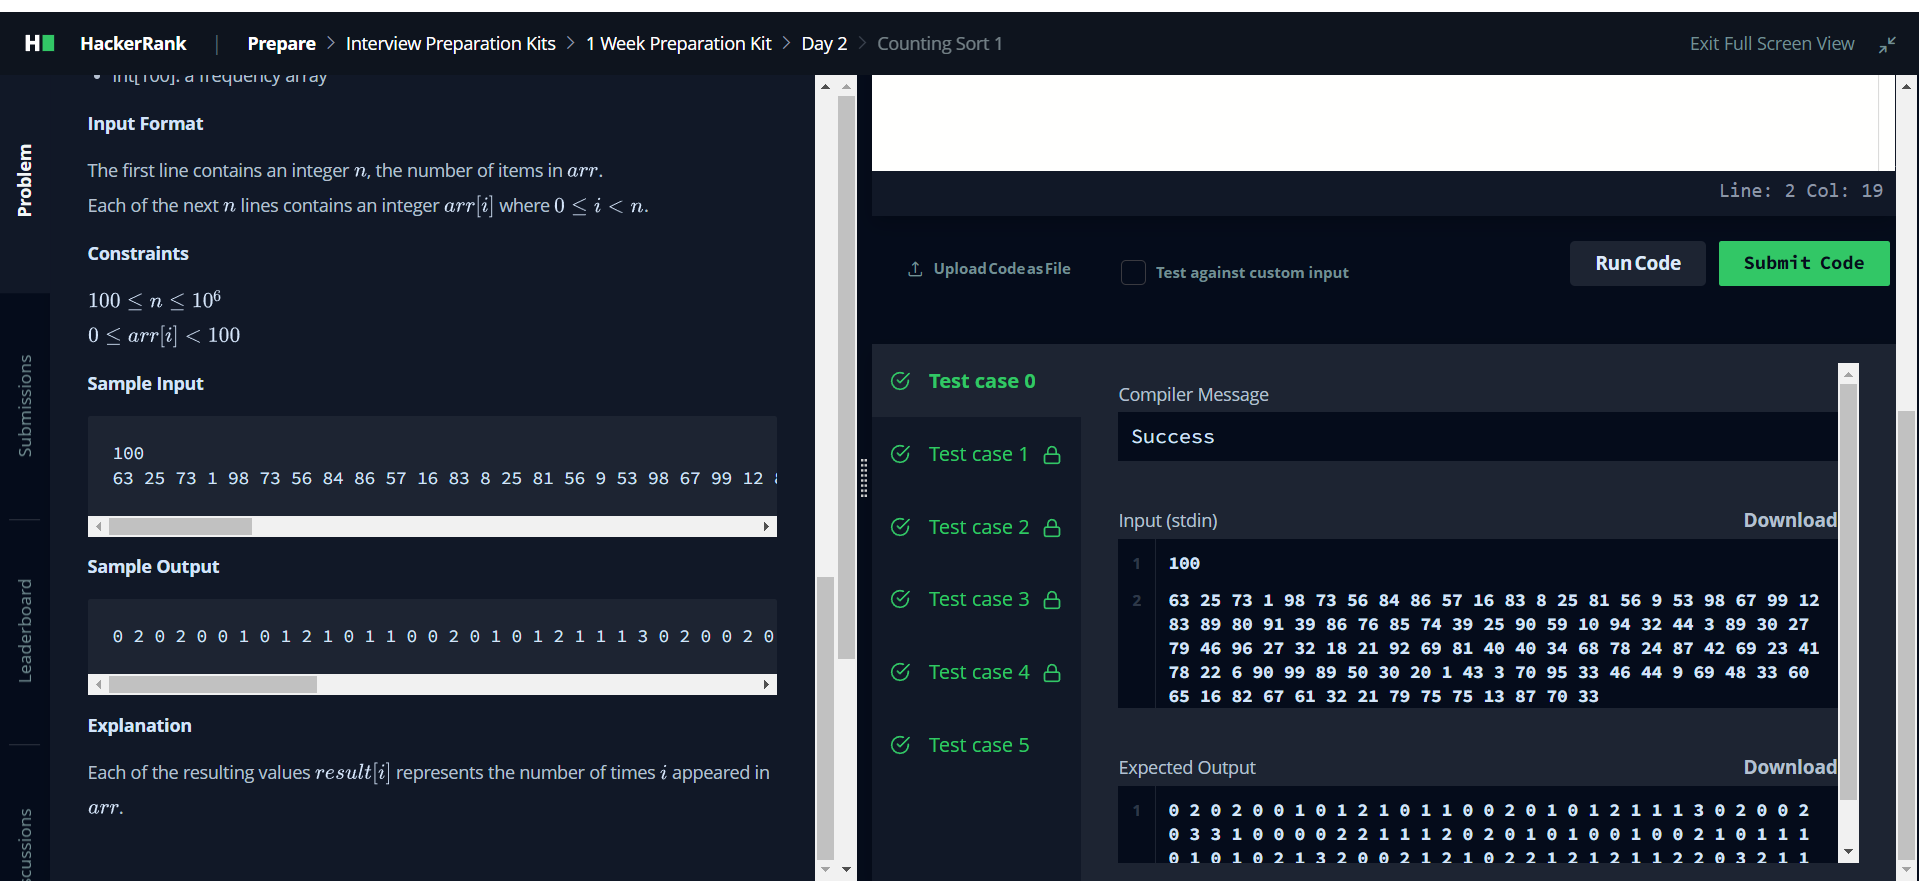 H HackerRank | Prepare > Interview Preparation Kits > 1 Week Preparation Kit > Day 2 > Counting Sort 1
Exit Full Screen View
Problem
Submissions
Leaderboard
• int[100]: a frequency array
Input Format
The first line contains an integer n, the number of items in arr.
Each of the next n lines contains an integer arr[i] where 0 ≤ i < n.
Constraints
100 ≤ n ≤ 10⁶
0 ≤ arr[i] < 100
Sample Input
100
63 25 73 1 98 73 56 84 86 57 16 83 8 25 81 56 9 53 98 67 99 12
Sample Output
0 2 0 2 0 0 1 0 1 2 1 0 1 1 0 0 2 0 1 0 1 2 1 1 1 3 0 2 0 0 2 0
Explanation
Each of the resulting values result[i] represents the number of times i appeared in
arr.
Line: 2 Col: 19
Upload Code as File
Test against custom input
Run Code
Submit Code
Test case 0
Test case 1
Test case 2
Test case 3
Test case 4
Test case 5
Compiler Message
Success
Input (stdin)
Download
1 100
2 63 25 73 1 98 73 56 84 86 57 16 83 8 25 81 56 9 53 98 67 99 12
83 89 80 91 39 86 76 85 74 39 25 90 59 10 94 32 44 3 89 30 27
79 46 96 27 32 18 21 92 69 81 40 40 34 68 78 24 87 42 69 23 41
78 22 6 90 99 89 50 30 20 1 43 3 70 95 33 46 44 9 69 48 33 60
65 16 82 67 61 32 21 79 75 75 13 87 70 33
Expected Output
Download
1 0 2 0 2 0 0 1 0 1 2 1 0 1 1 0 0 2 0 1 0 1 2 1 1 1 3 0 2 0 0 2
0 3 3 1 0 0 0 0 2 2 1 1 1 2 0 2 0 1 0 1 0 0 1 0 0 2 1 0 1 1 1
0 1 0 1 0 2 1 3 2 0 0 2 1 2 1 0 2 2 1 2 1 2 1 1 2 2 0 3 2 1 1